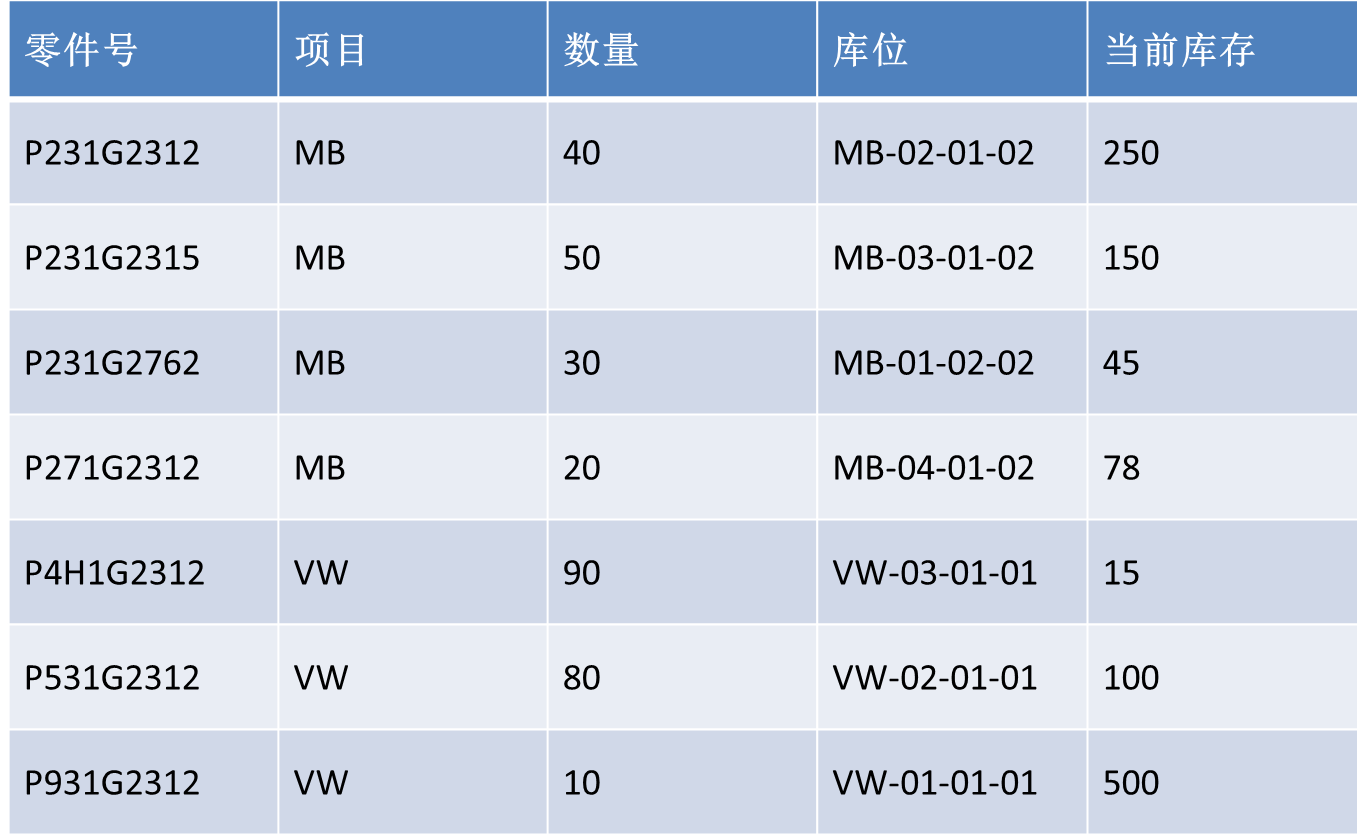 零件号 项目 数量 库位 当前库存
P231G2312 MB 40 MB-02-01-02 250
P231G2315 MB 50 MB-03-01-02 150
P231G2762 MB 30 MB-01-02-02 45
P271G2312 MB 20 MB-04-01-02 78
P4H1G2312 VW 90 VW-03-01-01 15
P531G2312 VW 80 VW-02-01-01 100
P931G2312 VW 10 VW-01-01-01 500